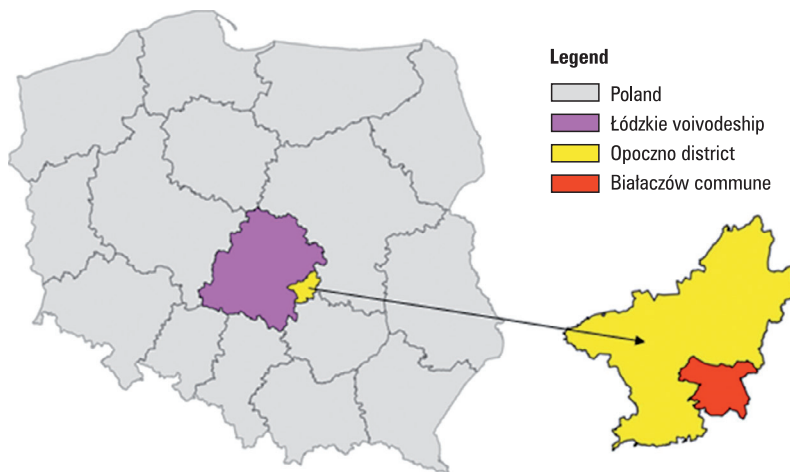 Legend
Poland
Łódzkie voivodeship
Opoczno district
Białaczów commune